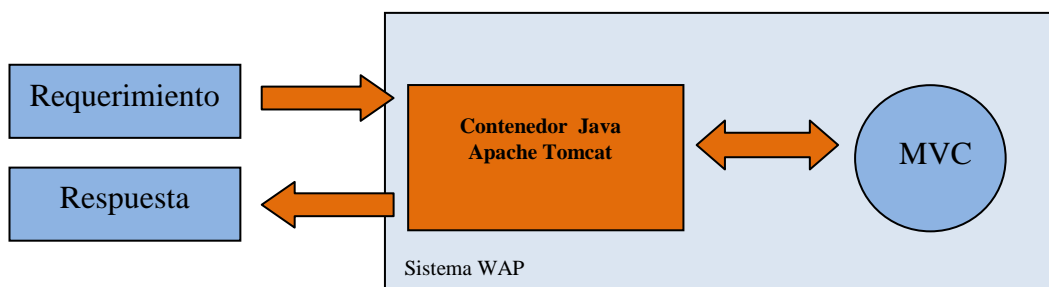 Requerimiento
Contenedor Java
Apache Tomcat
MVC
Respuesta
Sistema WAP